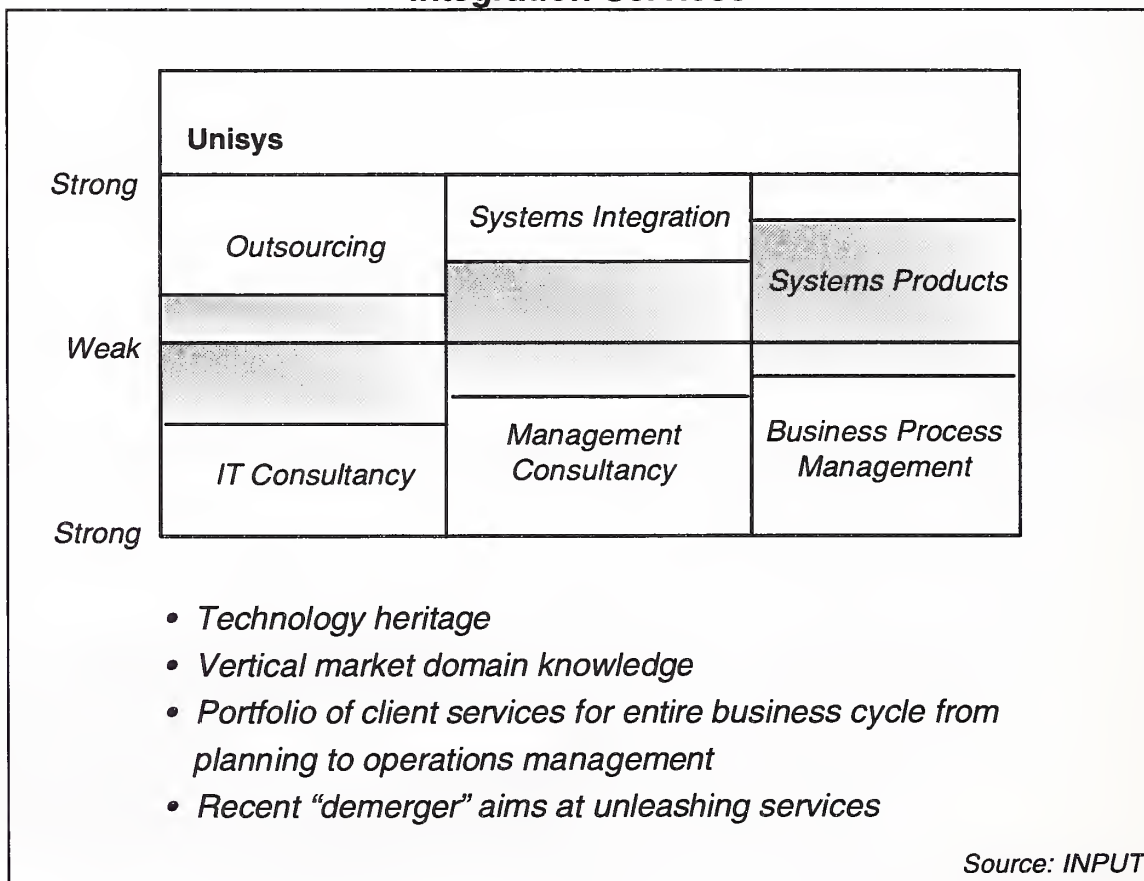 Unisys
Strong
Systems Integration
Outsourcing
Systems Products
Weak
Management
Consultancy
Business Process
Management
IT Consultancy
Strong
• Technology heritage
• Vertical market domain knowledge
• Portfolio of client services for entire business cycle from
planning to operations management
• Recent “demerger” aims at unleashing services
Source: INPUT